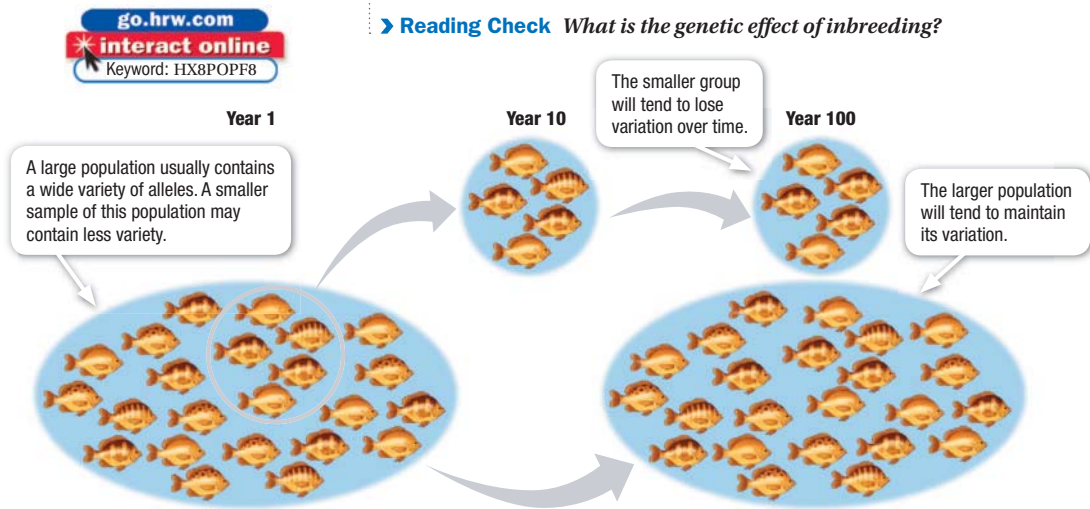 go.hrw.com
interact online
Keyword: HX8POPF8
❯ Reading Check What is the genetic effect of inbreeding?
Year 1
Year 10
The smaller group
will tend to lose
variation over time.
Year 100
A large population usually contains
a wide variety of alleles. A smaller
sample of this population may
contain less variety.
The larger population
will tend to maintain
its variation.